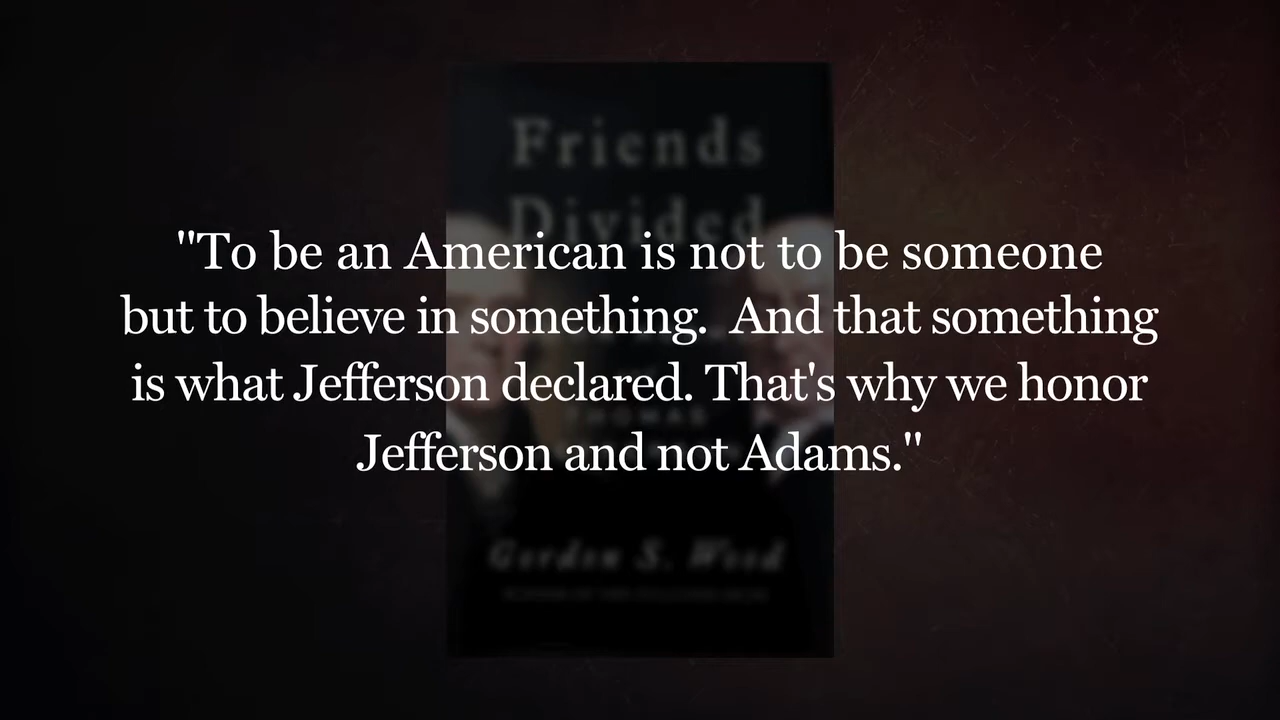 Friends
Divided
"To be an American is not to be someone
but to believe in something.  And that something
is what Jefferson declared. That's why we honor
Jefferson and not Adams."
THOMAS
Gordon S. Wood